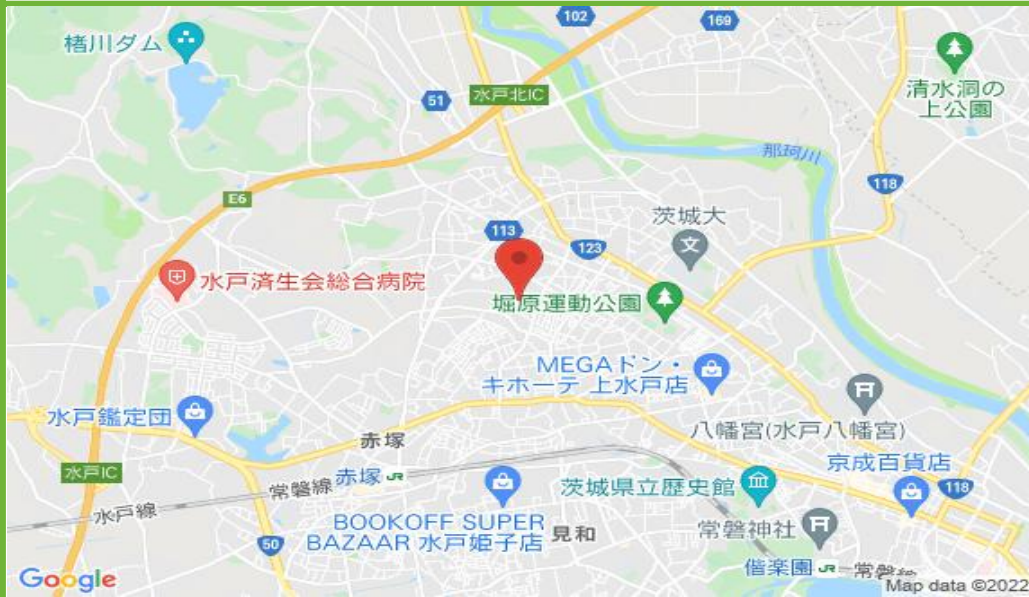 102
169
楮川ダム
清水洞の
上公園
51
水戸北IC
那珂川
118
E6
茨城大
113
123
水戸済生会総合病院
堀原運動公園
MEGAドン・
キホーテ 上水戸店
水戸鑑定団
赤塚
八幡宮(水戸八幡宮)
京成百貨店
水戸IC
常磐線
赤塚 JR
茨城県立歴史館
118
水戸線
BOOKOFF SUPER
BAZAAR 水戸姫子店
見和
常磐神社
50
偕楽園 JR
常磐線
Google
Map data ©2022